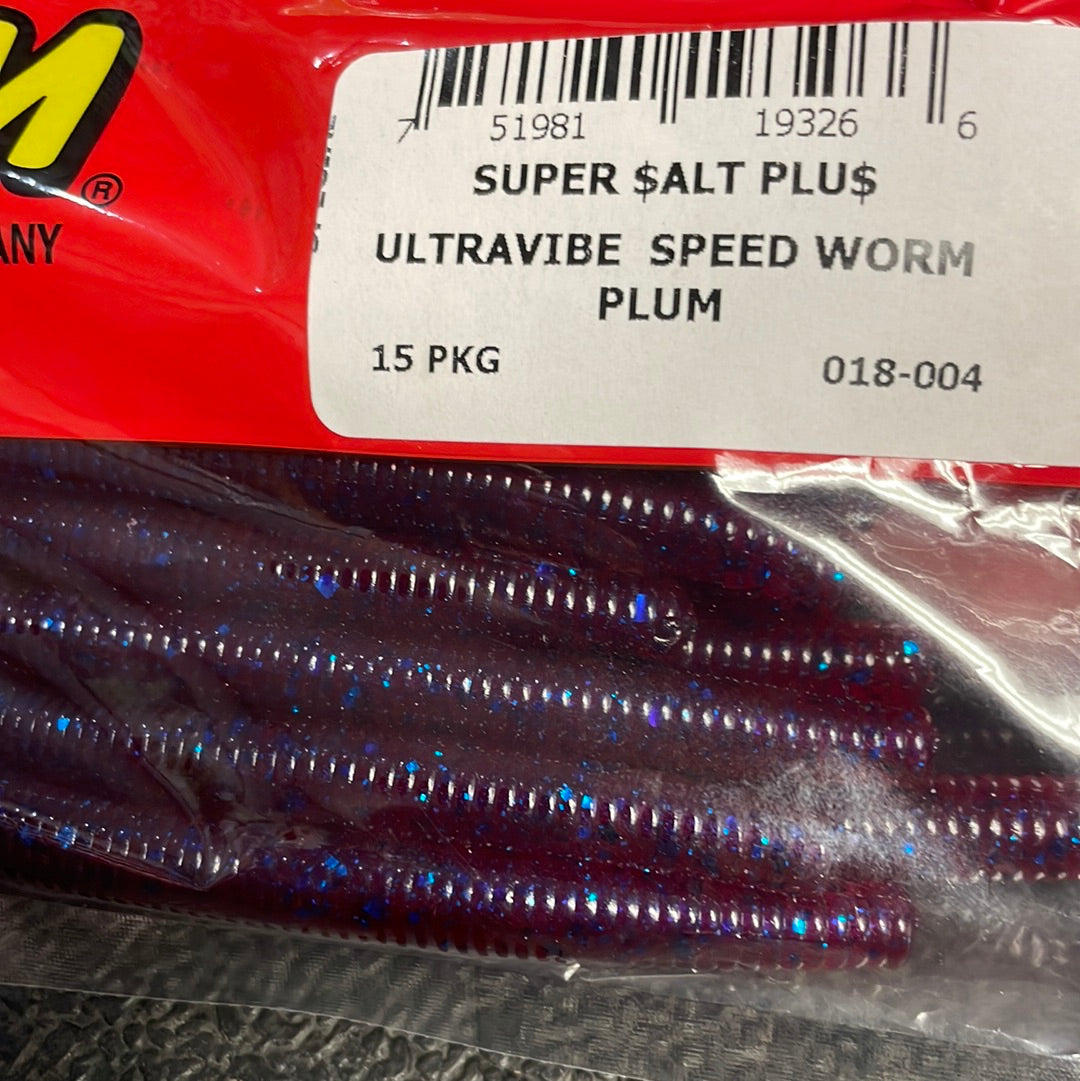 M®
ANY
7 51981 19326 6
SUPER $ALT PLU$
ULTRAVIBE SPEED WORM
PLUM
15 PKG 018-004